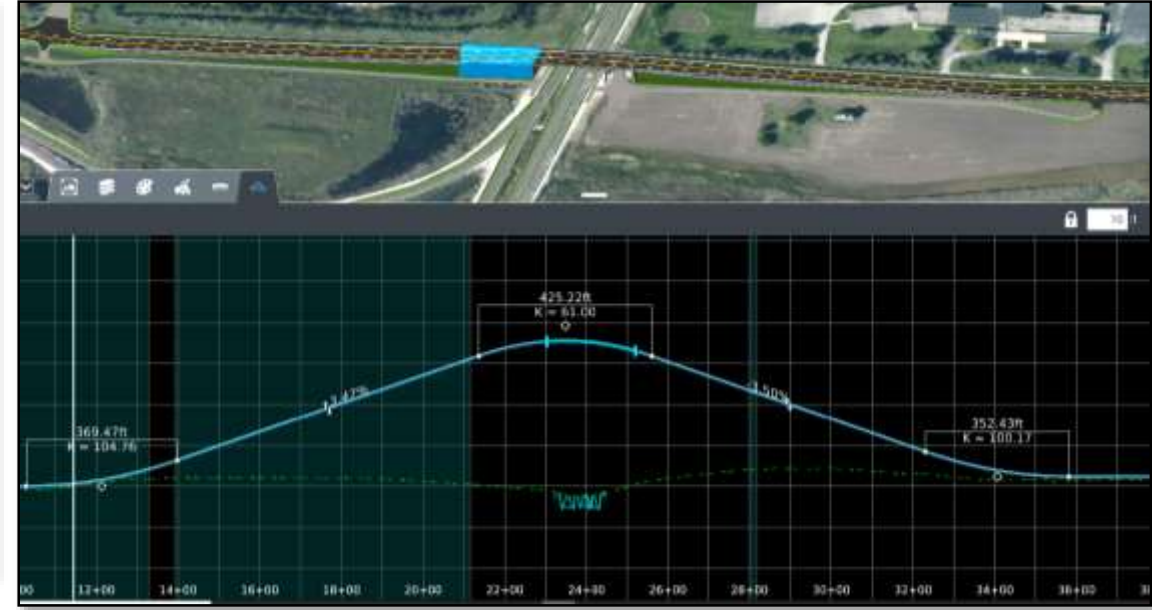 425.22ft
K = 61.00
3.47%
-3.50%
369.47ft
K = 104.76
352.43ft
K = 100.17
12+00 14+00 16+00 18+00 20+00 22+00 24+00 26+00 28+00 30+00 32+00 34+00 36+00